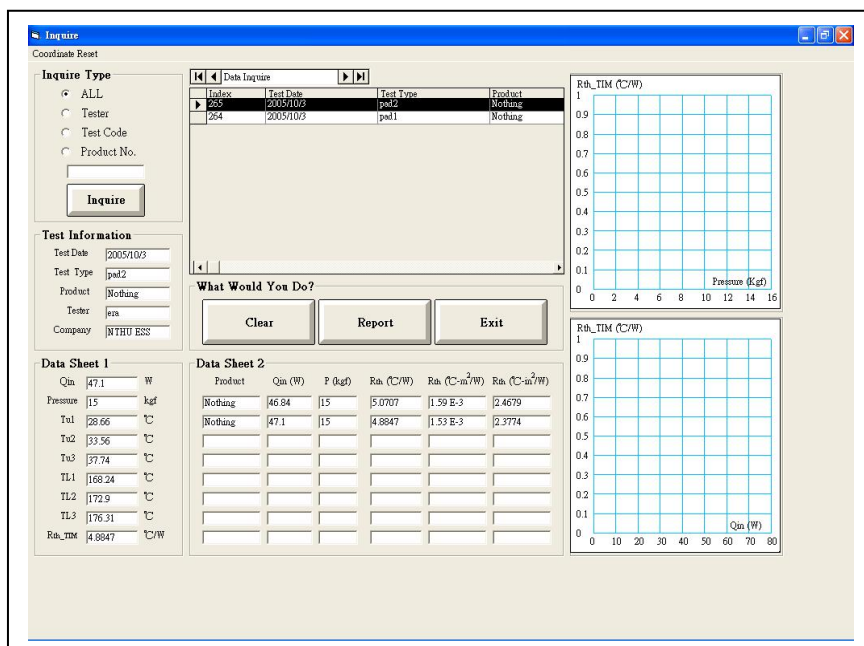 Inquire
Coordinate Reset
Inquire Type
ALL
Tester
Test Code
Product No.
Inquire
Data Inquire
Index Test Date Test Type Product
265 2005/10/3 pad2 Nothing
264 2005/10/3 pad1 Nothing
Test Information
Test Date 2005/10/3
Test Type pad2
Product Nothing
Tester era
Company NTHU ESS
What Would You Do?
Clear Report Exit
Data Sheet 1
Qin 47.1 W
Pressure 15 kgf
Tu1 28.66 ℃
Tu2 33.56 ℃
Tu3 37.74 ℃
TL1 168.24 ℃
TL2 172.9 ℃
TL3 176.31 ℃
Rth_TIM 4.8847 ℃/W
Data Sheet 2
Product Qin (W) P (kgf) Rth (℃/W) Rth (℃-m²/W) Rth (℃-in²/W)
Nothing 46.84 15 5.0707 1.59 E-3 2.4679
Nothing 47.1 15 4.8847 1.53 E-3 2.3774
Rth_TIM (℃/W)
1
0.9
0.8
0.7
0.6
0.5
0.4
0.3
0.2
0.1
0
Pressure (Kgf)
0 2 4 6 8 10 12 14 16
Rth_TIM (℃/W)
1
0.9
0.8
0.7
0.6
0.5
0.4
0.3
0.2
0.1
0
Qin (W)
0 10 20 30 40 50 60 70 80